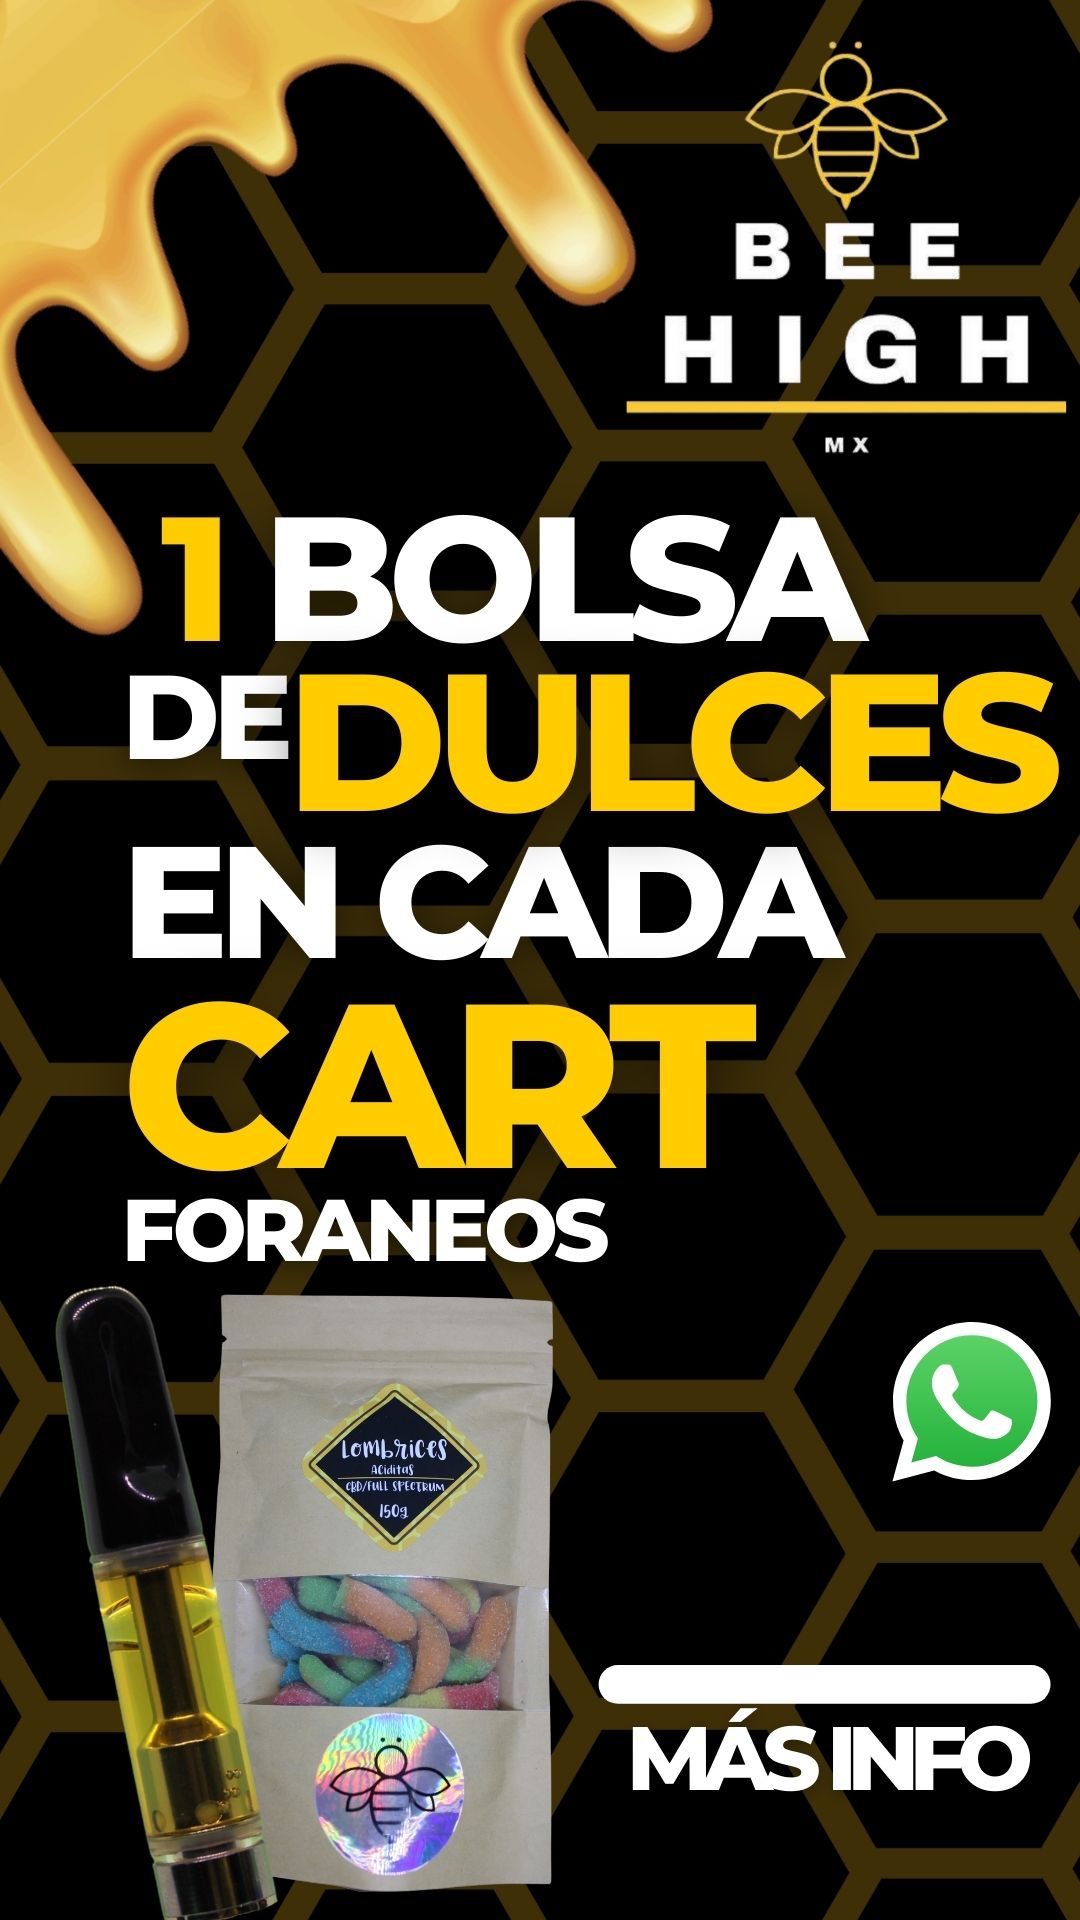 BEE
HIGH
MX
1 BOLSA
DE DULCES
EN CADA
CART
FORANEOS
Lombrices
Aciditas
CBD/FULL SPECTRUM
150g
MÁS INFO